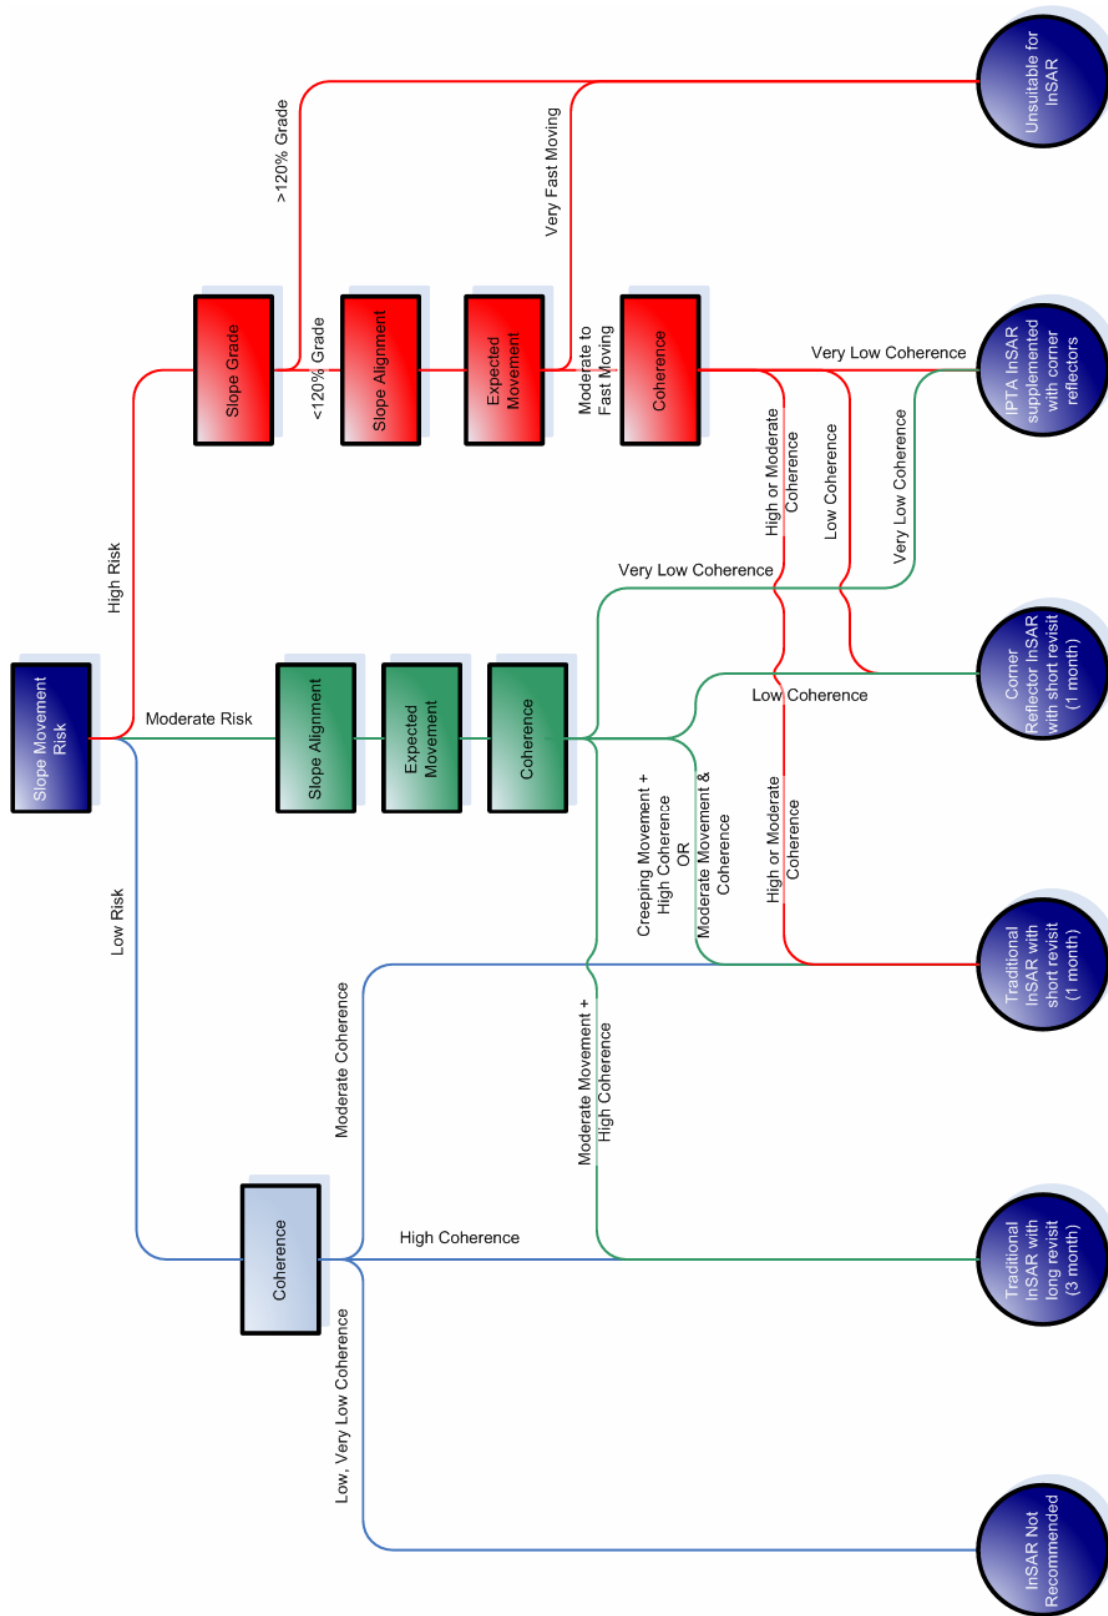 Slope Movement
Risk
Low Risk
Moderate Risk
High Risk
Coherence
Slope Alignment
Expected
Movement
Coherence
Slope Grade
>120% Grade
<120% Grade
Slope Alignment
Expected
Movement
Very Fast Moving
Moderate to
Fast Moving
Coherence
Low, Very Low Coherence
High Coherence
Moderate Coherence
Moderate Movement +
High Coherence
Creeping Movement +
High Coherence
OR
Moderate Movement &
Coherence
Low Coherence
Very Low Coherence
Very Low Coherence
High or Moderate
Coherence
High or Moderate
Coherence
Low Coherence
Very Low Coherence
InSAR Not
Recommended
Traditional
InSAR with
long revisit
(3 month)
Traditional
InSAR with
short revisit
(1 month)
Corner
Reflector InSAR
with short revisit
(1 month)
IPTA InSAR
supplemented
with corner
reflectors
Unsuitable for
InSAR